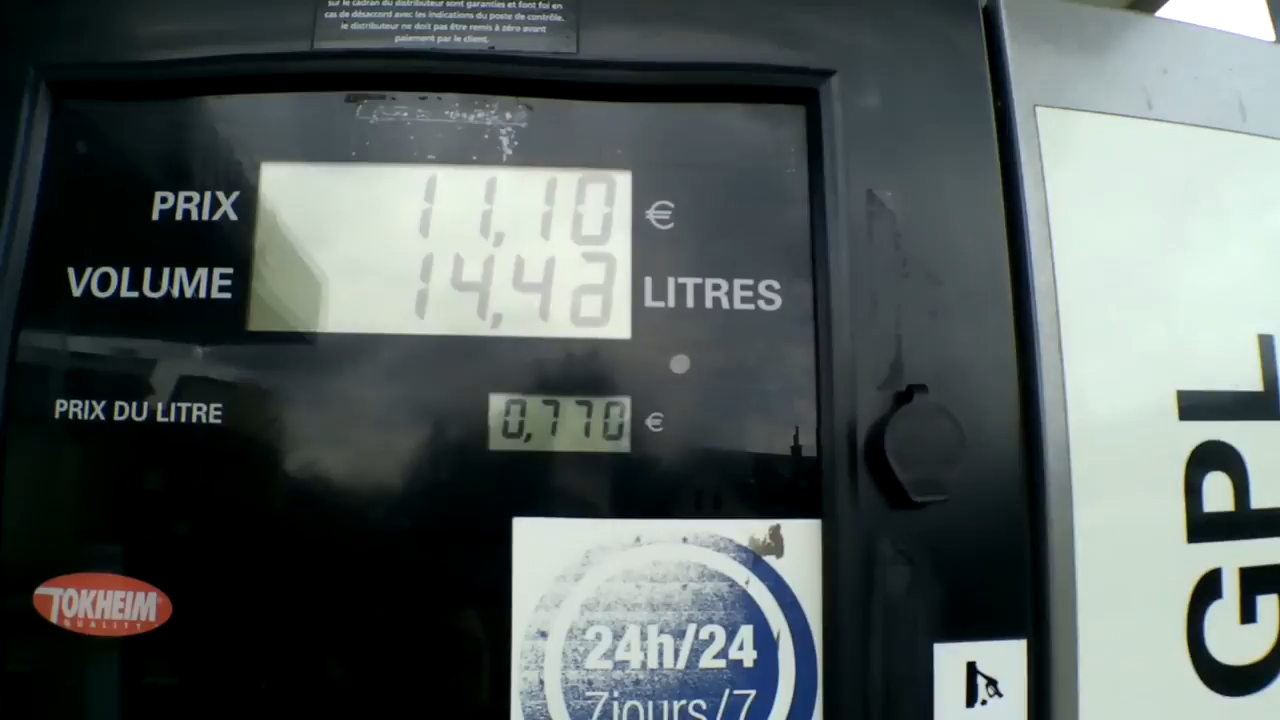 sur le cadran du distributeur sont garanties et font foi en
cas de désaccord avec les indications du poste de contrôle.
le distributeur ne doit pas être remis à zéro avant
paiement par le client.
PRIX 11,10 €
VOLUME 14,42 LITRES
PRIX DU LITRE 0,770 €
TOKHEIM
QUALITY
24h/24
7jours/7
GPL